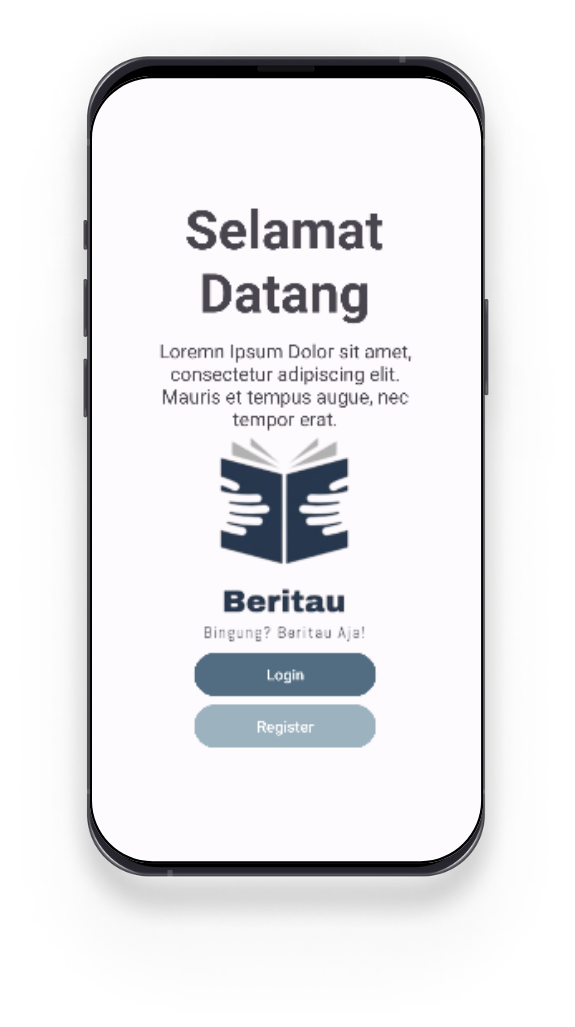 Selamat
Datang
Loremn Ipsum Dolor sit amet,
consectetur adipiscing elit.
Mauris et tempus augue, nec
tempor erat.
Beritau
Bingung? Beritau Aja!
Login
Register